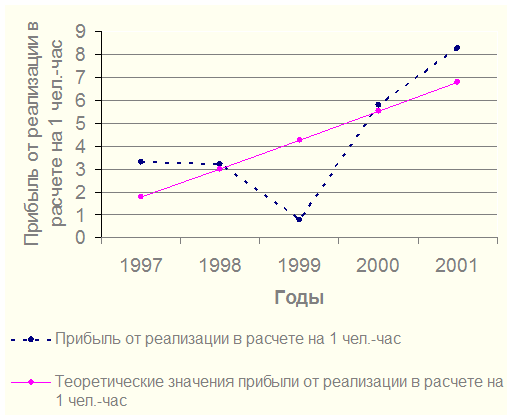 Прибыль от реализации в
расчете на 1 чел.-час
9
8
7
6
5
4
3
2
1
0
1997 1998 1999 2000 2001
Годы
Прибыль от реализации в расчете на 1 чел.-час
Теоретические значения прибыли от реализации в расчете на
1 чел.-час